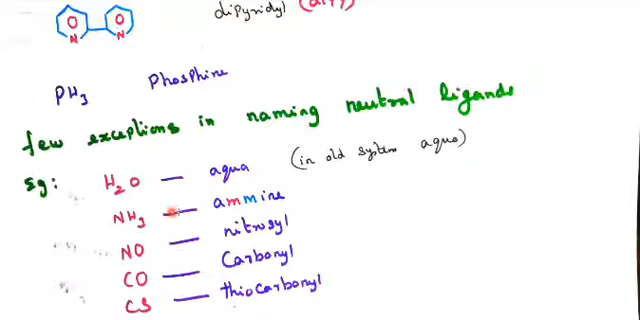 dipyridyl (dipy)
N N
PH3 Phosphine
few exceptions in naming neutral ligands
Eg: H2O — aqua (in old system aquo)
NH3 — ammine
NO — nitrosyl
CO — Carbonyl
CS — thiocarbonyl